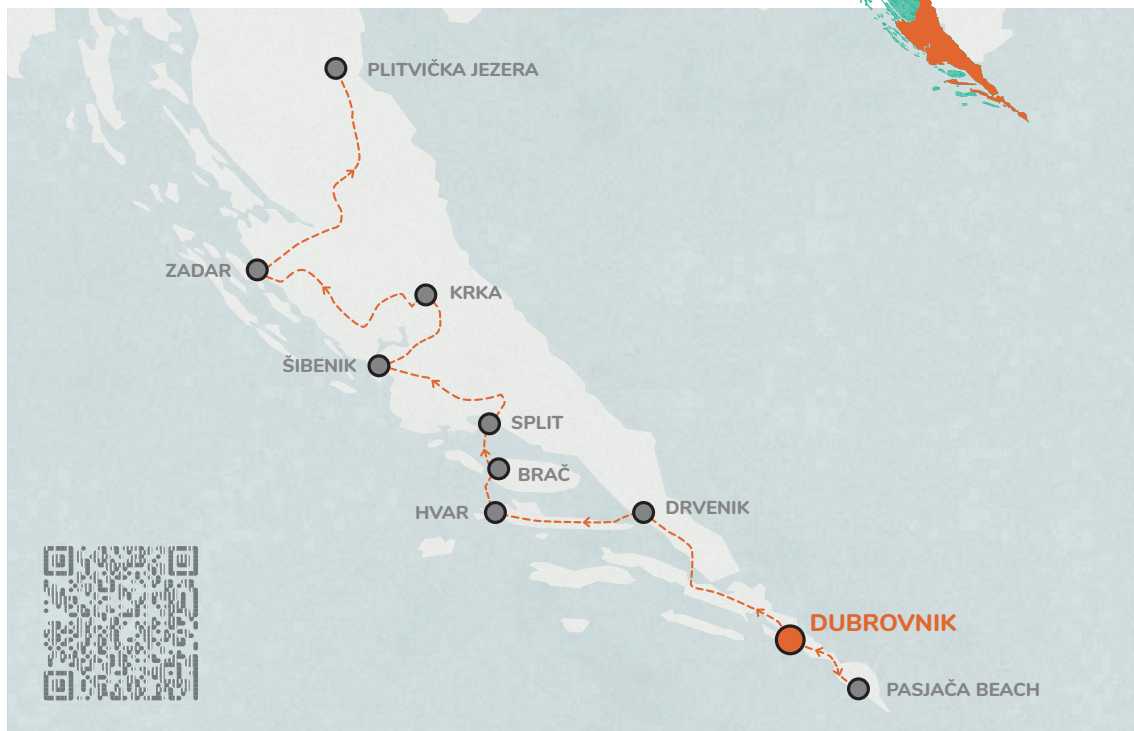 PLITVIČKA JEZERA
ZADAR
KRKA
ŠIBENIK
SPLIT
BRAČ
HVAR
DRVENIK
DUBROVNIK
PASJAČA BEACH